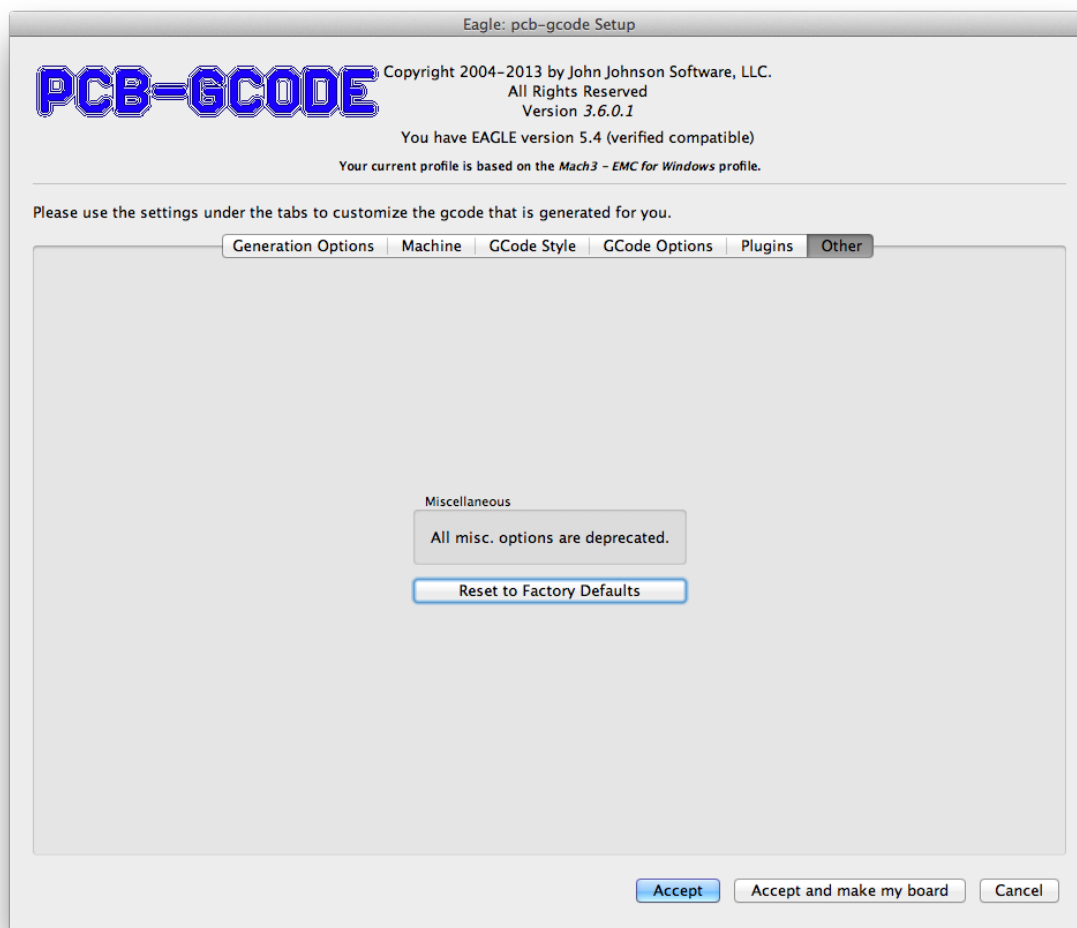 Eagle: pcb-gcode Setup
PCB-GCODE
Copyright 2004-2013 by John Johnson Software, LLC.
All Rights Reserved
Version 3.6.0.1
You have EAGLE version 5.4 (verified compatible)
Your current profile is based on the Mach3 - EMC for Windows profile.
Please use the settings under the tabs to customize the gcode that is generated for you.
Generation Options Machine GCode Style GCode Options Plugins Other
Miscellaneous
All misc. options are deprecated.
Reset to Factory Defaults
Accept Accept and make my board Cancel